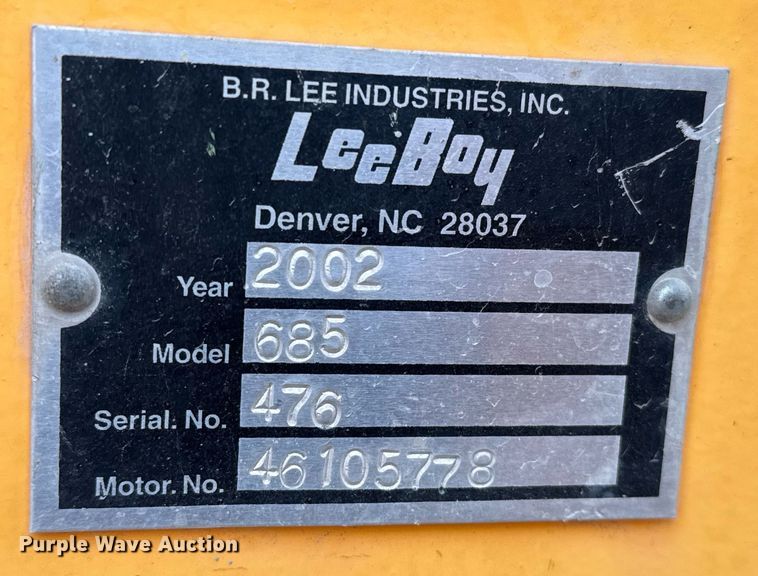 B.R. LEE INDUSTRIES, INC.
LeeBoy
Denver, NC 28037
Year 2002
Model 685
Serial. No. 476
Motor. No. 46105778
Purple Wave Auction